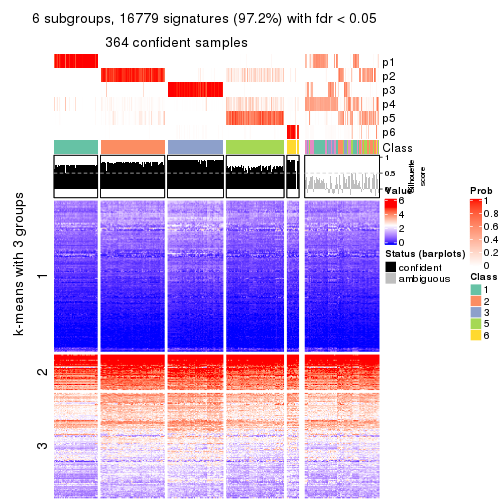 6 subgroups, 16779 signatures (97.2%) with fdr < 0.05
364 confident samples
p1
p2
p3
p4
p5
p6
Class
1
0.5
0
Silhouette
score
k-means with 3 groups
1
2
3
Value
6
4
2
0
Status (barplots)
confident
ambiguous
Prob
1
0.8
0.6
0.4
0.2
0
Class
1
2
3
5
6